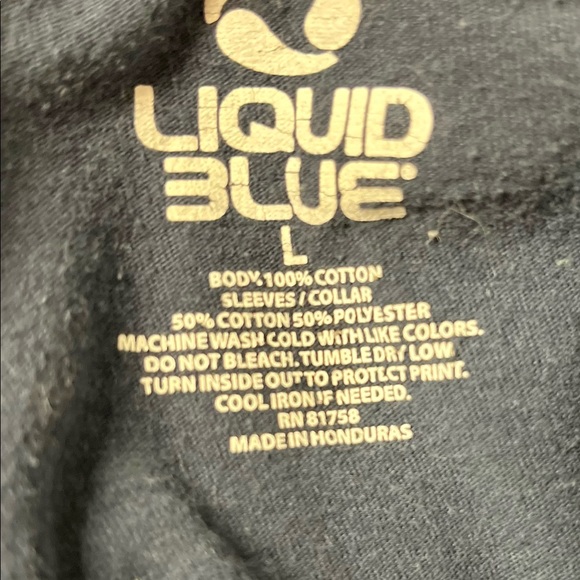 LIQUID
BLUE®
L
BODY: 100% COTTON
SLEEVES / COLLAR
50% COTTON 50% POLYESTER
MACHINE WASH COLD WITH LIKE COLORS.
DO NOT BLEACH. TUMBLE DRY LOW
TURN INSIDE OUT TO PROTECT PRINT.
COOL IRON IF NEEDED.
RN 81758
MADE IN HONDURAS